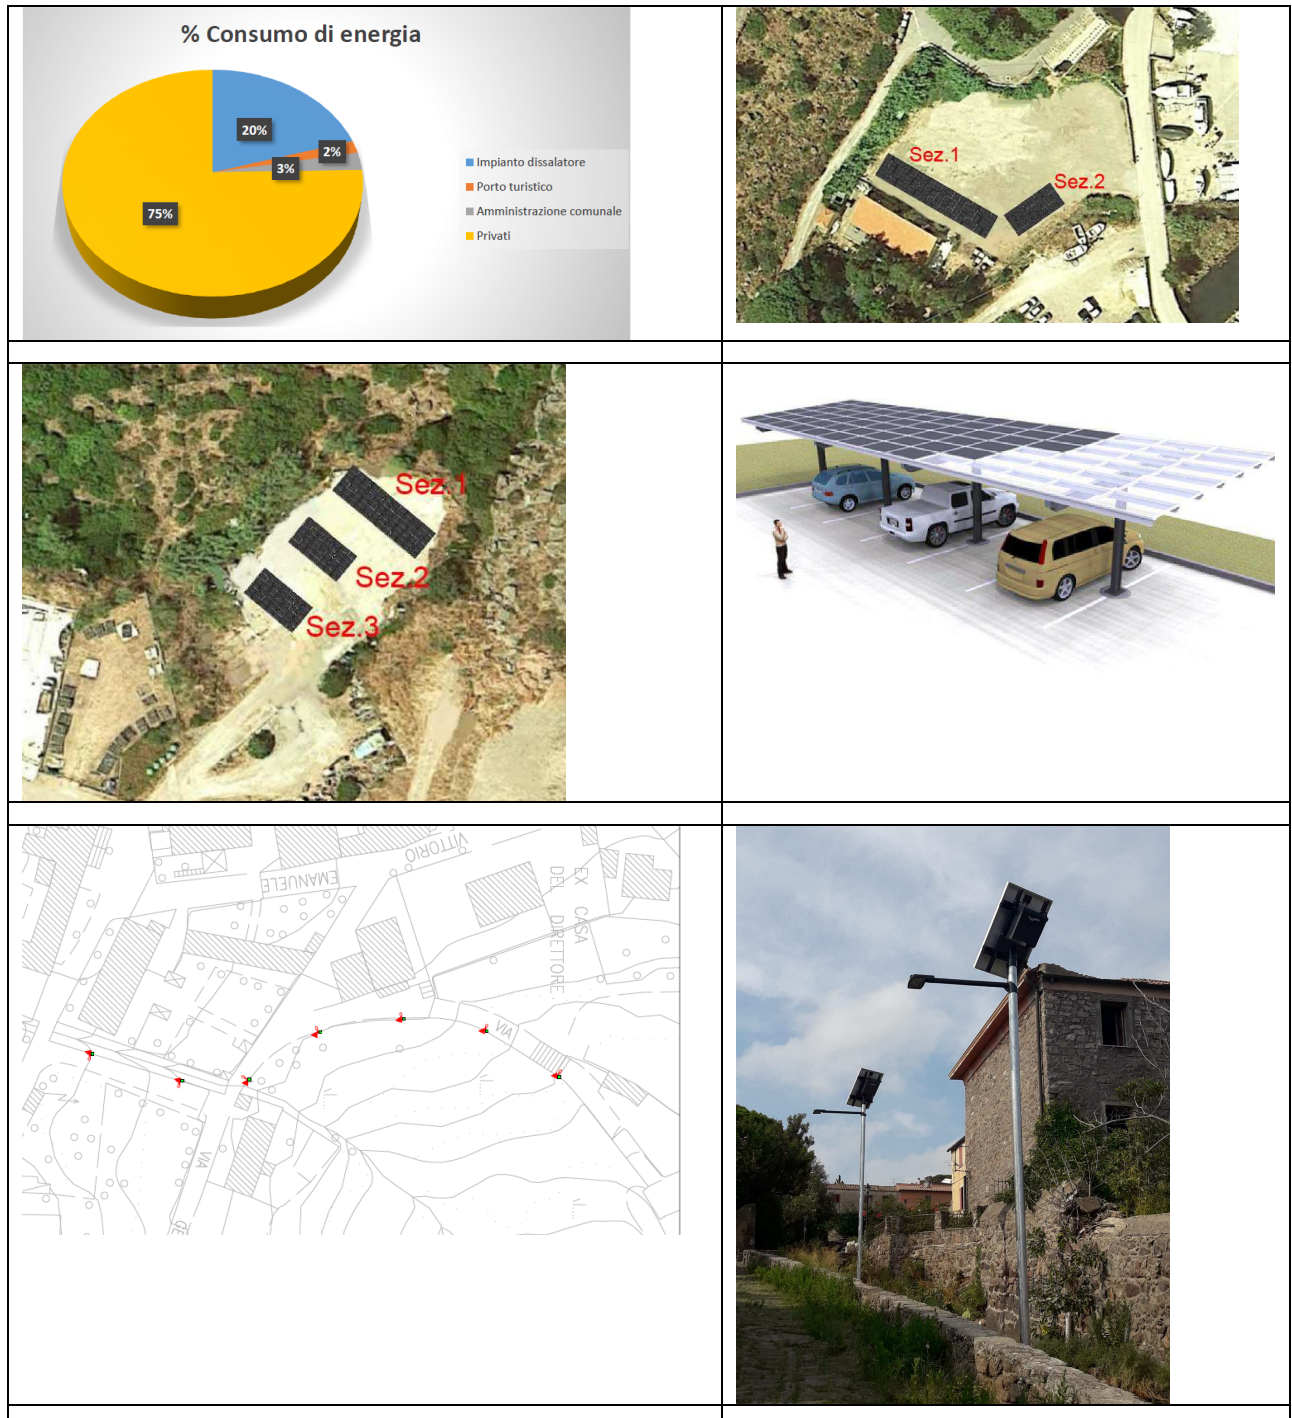 % Consumo di energia
20%
2%
3%
75%
Impianto dissalatore
Porto turistico
Amministrazione comunale
Privati
Sez.1
Sez.2
Sez.1
Sez.2
Sez.3
VITTORIO
EMANUELE
EX CASA
DEL DIRETTORE
VIA
VIA
GE